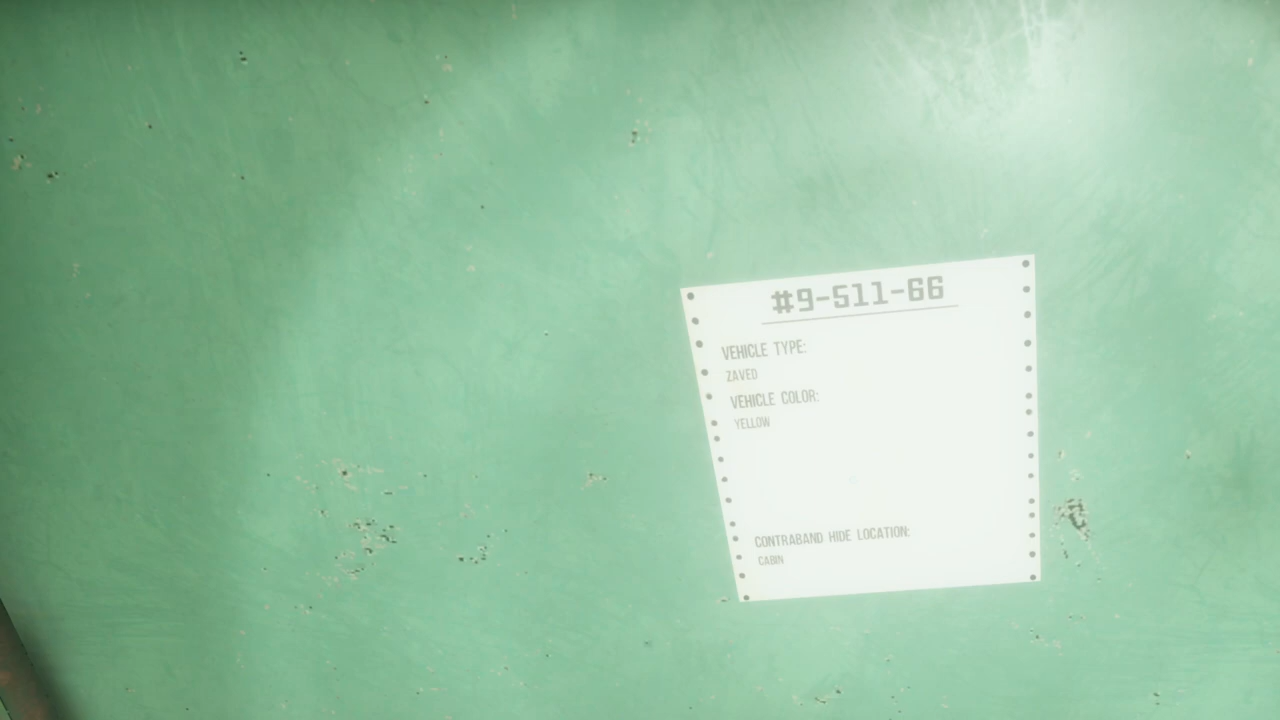 #9-511-66
VEHICLE TYPE:
ZAVED
VEHICLE COLOR:
YELLOW
CONTRABAND HIDE LOCATION:
CABIN